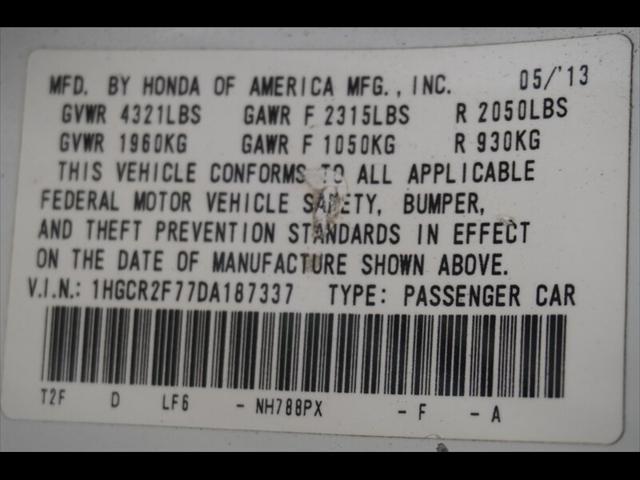 MFD. BY HONDA OF AMERICA MFG., INC. 05/'13
GVWR 4321LBS GAWR F 2315LBS R 2050LBS
GVWR 1960KG GAWR F 1050KG R 930KG
THIS VEHICLE CONFORMS TO ALL APPLICABLE
FEDERAL MOTOR VEHICLE SAFETY, BUMPER,
AND THEFT PREVENTION STANDARDS IN EFFECT
ON THE DATE OF MANUFACTURE SHOWN ABOVE.
V.I.N.: 1HGCR2F77DA187337 TYPE: PASSENGER CAR
T2F D LF6 - NH788PX - F - A